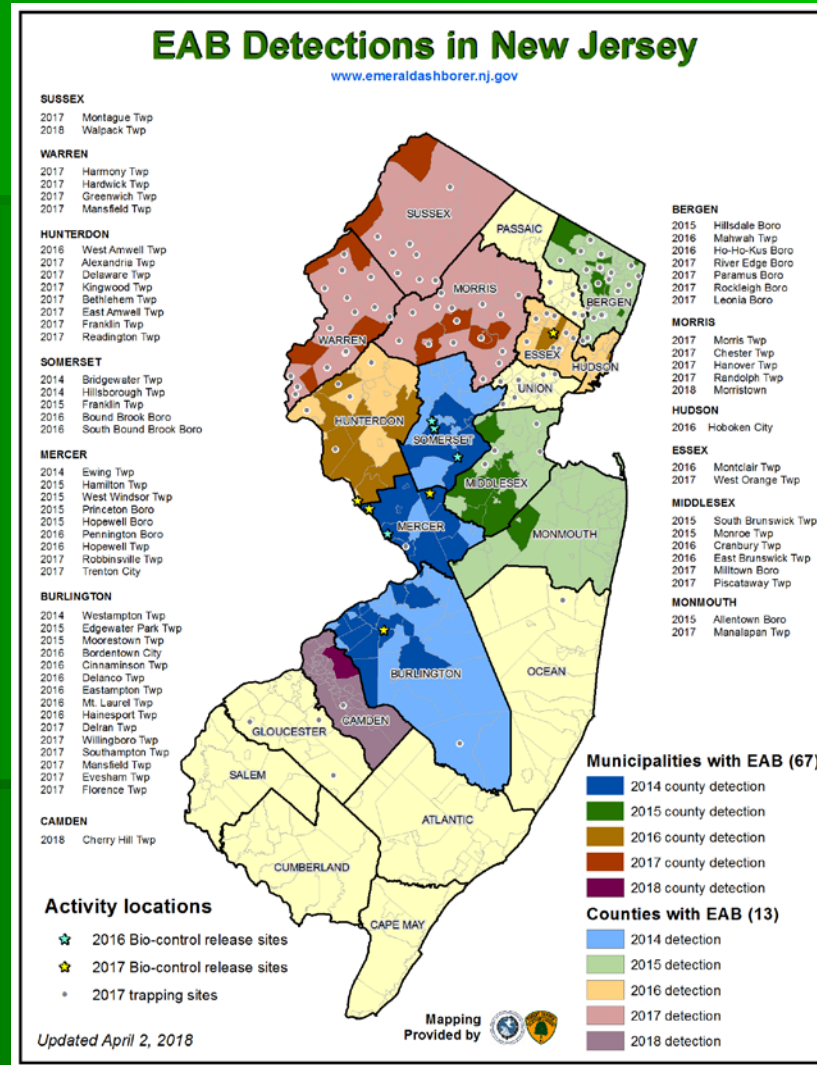 EAB Detections in New Jersey
www.emeraldashborer.nj.gov
SUSSEX
2017 Montague Twp
2018 Walpack Twp
WARREN
2017 Harmony Twp
2017 Hardwick Twp
2017 Greenwich Twp
2017 Mansfield Twp
HUNTERDON
2016 West Amwell Twp
2017 Alexandria Twp
2017 Delaware Twp
2017 Kingwood Twp
2017 Bethlehem Twp
2017 East Amwell Twp
2017 Franklin Twp
2017 Readington Twp
SOMERSET
2014 Bridgewater Twp
2014 Hillsborough Twp
2015 Franklin Twp
2016 Bound Brook Boro
2016 South Bound Brook Boro
MERCER
2014 Ewing Twp
2015 Hamilton Twp
2015 West Windsor Twp
2015 Princeton Boro
2015 Hopewell Boro
2016 Pennington Boro
2016 Hopewell Twp
2017 Robbinsville Twp
2017 Trenton City
BURLINGTON
2014 Westampton Twp
2015 Edgewater Park Twp
2015 Moorestown Twp
2016 Bordentown City
2016 Cinnaminson Twp
2016 Delanco Twp
2016 Eastampton Twp
2016 Mt. Laurel Twp
2016 Hainesport Twp
2017 Delran Twp
2017 Willingboro Twp
2017 Southampton Twp
2017 Mansfield Twp
2017 Evesham Twp
2017 Florence Twp
CAMDEN
2018 Cherry Hill Twp
SUSSEX
PASSAIC
BERGEN
MORRIS
WARREN
ESSEX
HUDSON
UNION
HUNTERDON
SOMERSET
MIDDLESEX
MERCER
MONMOUTH
OCEAN
BURLINGTON
CAMDEN
GLOUCESTER
SALEM
ATLANTIC
CUMBERLAND
CAPE MAY
BERGEN
2015 Hillsdale Boro
2016 Mahwah Twp
2016 Ho-Ho-Kus Boro
2017 River Edge Boro
2017 Paramus Boro
2017 Rockleigh Boro
2017 Leonia Boro
MORRIS
2017 Morris Twp
2017 Chester Twp
2017 Hanover Twp
2017 Randolph Twp
2018 Morristown
HUDSON
2016 Hoboken City
ESSEX
2016 Montclair Twp
2017 West Orange Twp
MIDDLESEX
2015 South Brunswick Twp
2015 Monroe Twp
2016 Cranbury Twp
2016 East Brunswick Twp
2017 Milltown Boro
2017 Piscataway Twp
MONMOUTH
2015 Allentown Boro
2017 Manalapan Twp
Municipalities with EAB (67)
2014 county detection
2015 county detection
2016 county detection
2017 county detection
2018 county detection
Counties with EAB (13)
2014 detection
2015 detection
2016 detection
2017 detection
2018 detection
Activity locations
2016 Bio-control release sites
2017 Bio-control release sites
2017 trapping sites
Updated April 2, 2018
Mapping
Provided by